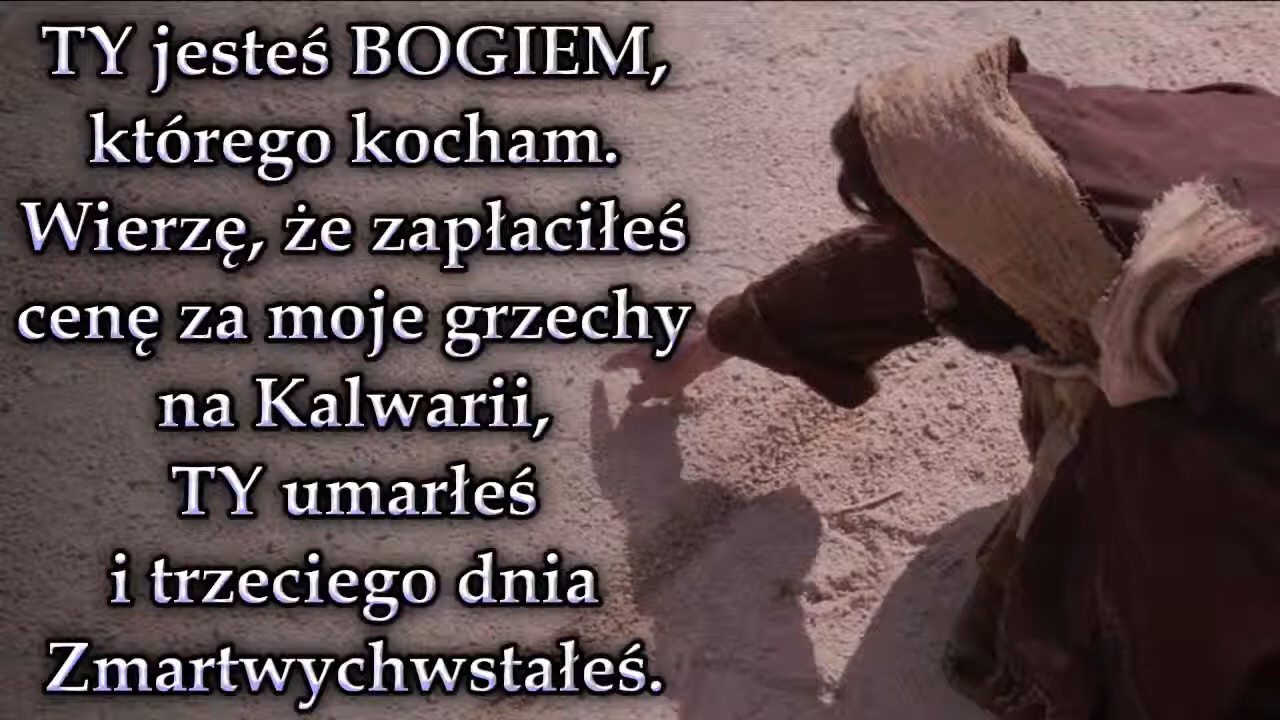 TY jesteś BOGIEM,
którego kocham.
Wierzę, że zapłaciłeś
cenę za moje grzechy
na Kalwarii,
TY umarłeś
i trzeciego dnia
Zmartwychwstałeś.